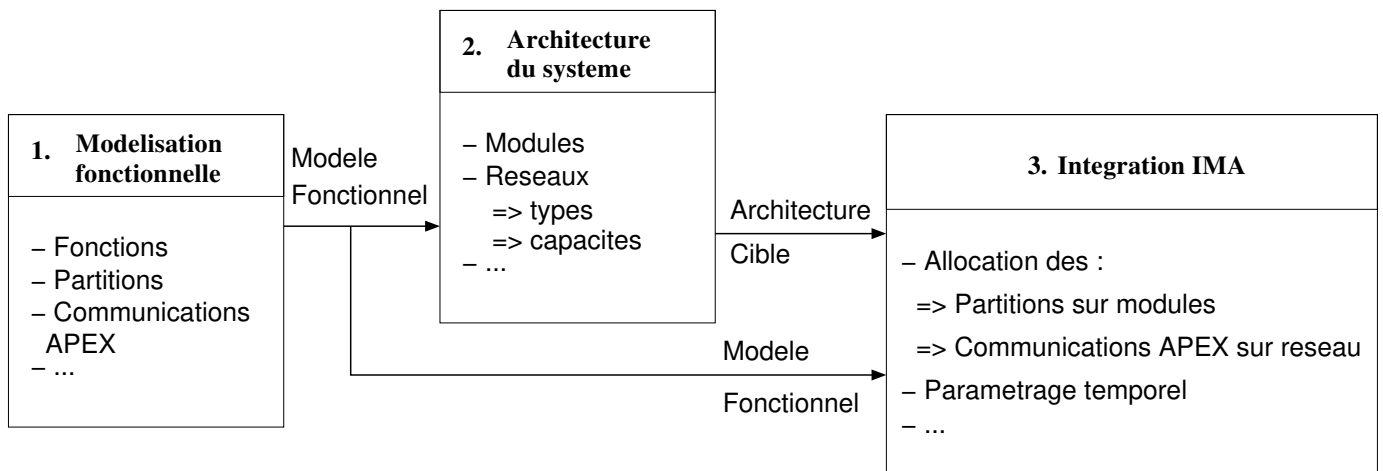 1. Modelisation
fonctionnelle
– Fonctions
– Partitions
– Communications
APEX
– ...
Modele
Fonctionnel
2. Architecture
du systeme
– Modules
– Reseaux
=> types
=> capacites
– ...
Architecture
Cible
Modele
Fonctionnel
3. Integration IMA
– Allocation des :
=> Partitions sur modules
=> Communications APEX sur reseau
– Parametrage temporel
– ...